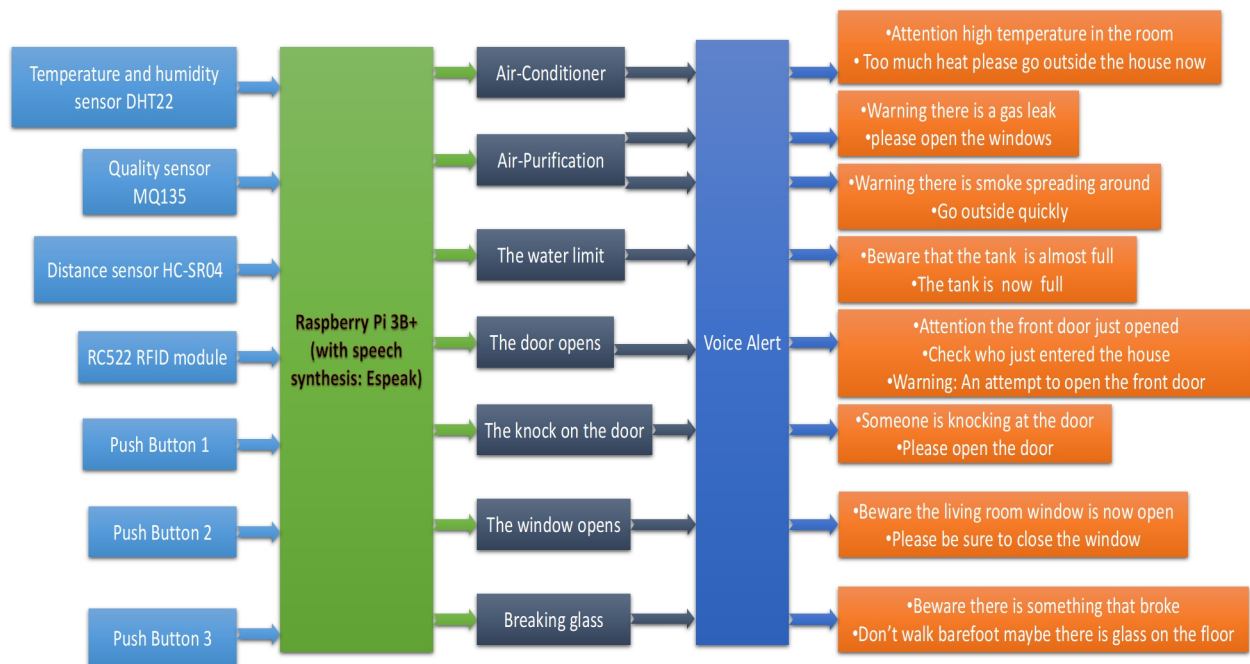 Temperature and humidity
sensor DHT22
Quality sensor
MQ135
Distance sensor HC-SR04
RC522 RFID module
Push Button 1
Push Button 2
Push Button 3
Raspberry Pi 3B+
(with speech
synthesis: Espeak)
Air-Conditioner
Air-Purification
The water limit
The door opens
The knock on the door
The window opens
Breaking glass
Voice Alert
•Attention high temperature in the room
• Too much heat please go outside the house now
•Warning there is a gas leak
•please open the windows
•Warning there is smoke spreading around
•Go outside quickly
•Beware that the tank is almost full
•The tank is now full
•Attention the front door just opened
•Check who just entered the house
•Warning: An attempt to open the front door
•Someone is knocking at the door
•Please open the door
•Beware the living room window is now open
•Please be sure to close the window
•Beware there is something that broke
•Don't walk barefoot maybe there is glass on the floor